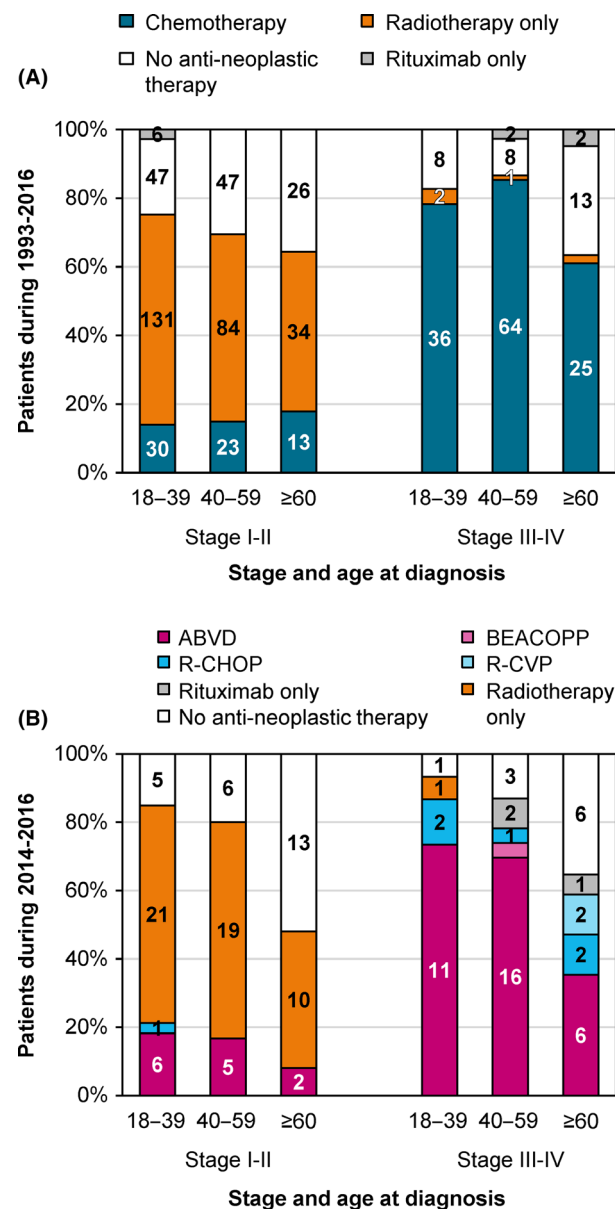 Chemotherapy
Radiotherapy only
No anti-neoplastic
therapy
Rituximab only
(A)
Patients during 1993-2016
100%
80%
60%
40%
20%
0%
6
47
131
30
47
84
23
26
34
13
8
2
36
2
8
1
64
2
13
25
18–39 40–59 ≥60
18–39 40–59 ≥60
Stage I-II
Stage III-IV
Stage and age at diagnosis
ABVD
BEACOPP
R-CHOP
R-CVP
Rituximab only
Radiotherapy
only
No anti-neoplastic therapy
(B)
Patients during 2014-2016
100%
80%
60%
40%
20%
0%
5
21
1
6
6
19
5
13
10
2
1
1
2
11
3
2
1
16
6
1
2
2
6
18–39 40–59 ≥60
18–39 40–59 ≥60
Stage I-II
Stage III-IV
Stage and age at diagnosis